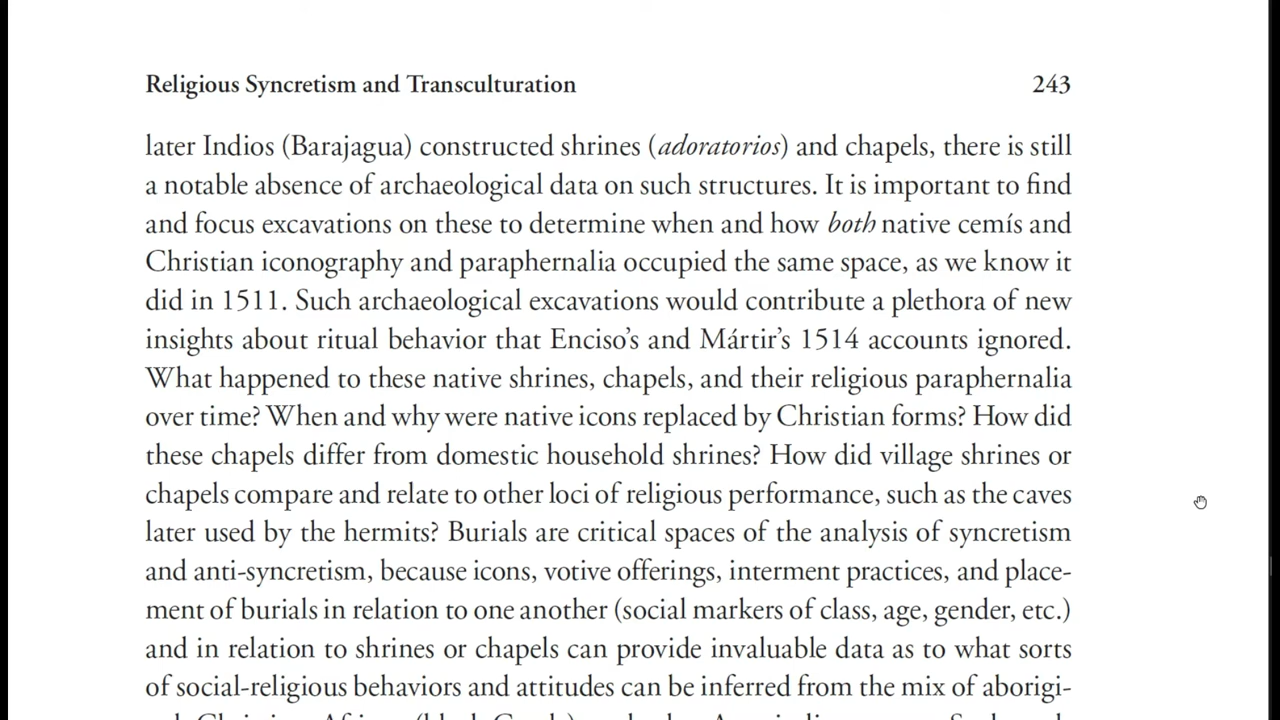 Religious Syncretism and Transculturation 243
later Indios (Barajagua) constructed shrines (adoratorios) and chapels, there is still
a notable absence of archaeological data on such structures. It is important to find
and focus excavations on these to determine when and how both native cemís and
Christian iconography and paraphernalia occupied the same space, as we know it
did in 1511. Such archaeological excavations would contribute a plethora of new
insights about ritual behavior that Enciso’s and Mártir’s 1514 accounts ignored.
What happened to these native shrines, chapels, and their religious paraphernalia
over time? When and why were native icons replaced by Christian forms? How did
these chapels differ from domestic household shrines? How did village shrines or
chapels compare and relate to other loci of religious performance, such as the caves
later used by the hermits? Burials are critical spaces of the analysis of syncretism
and anti-syncretism, because icons, votive offerings, interment practices, and place-
ment of burials in relation to one another (social markers of class, age, gender, etc.)
and in relation to shrines or chapels can provide invaluable data as to what sorts
of social-religious behaviors and attitudes can be inferred from the mix of aborigi-